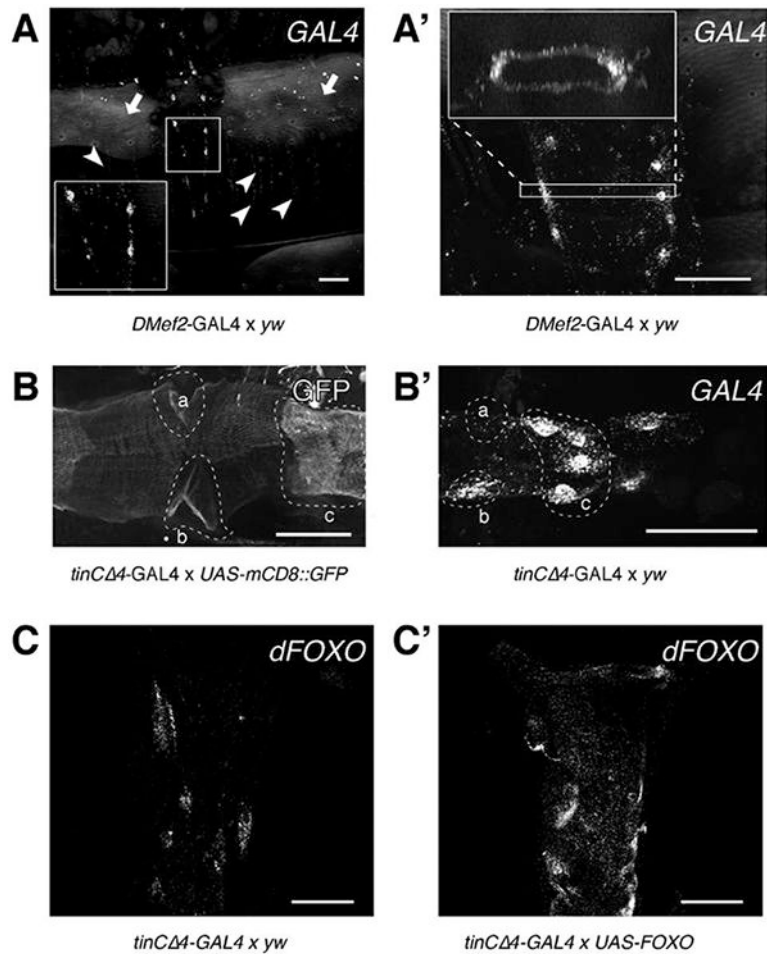 A
GAL4
DMef2-GAL4 x yw
A'
GAL4
DMef2-GAL4 x yw
B
GFP
a
b
c
tinCΔ4-GAL4 x UAS-mCD8::GFP
B'
GAL4
a
b
c
tinCΔ4-GAL4 x yw
C
dFOXO
tinCΔ4-GAL4 x yw
C'
dFOXO
tinCΔ4-GAL4 x UAS-FOXO